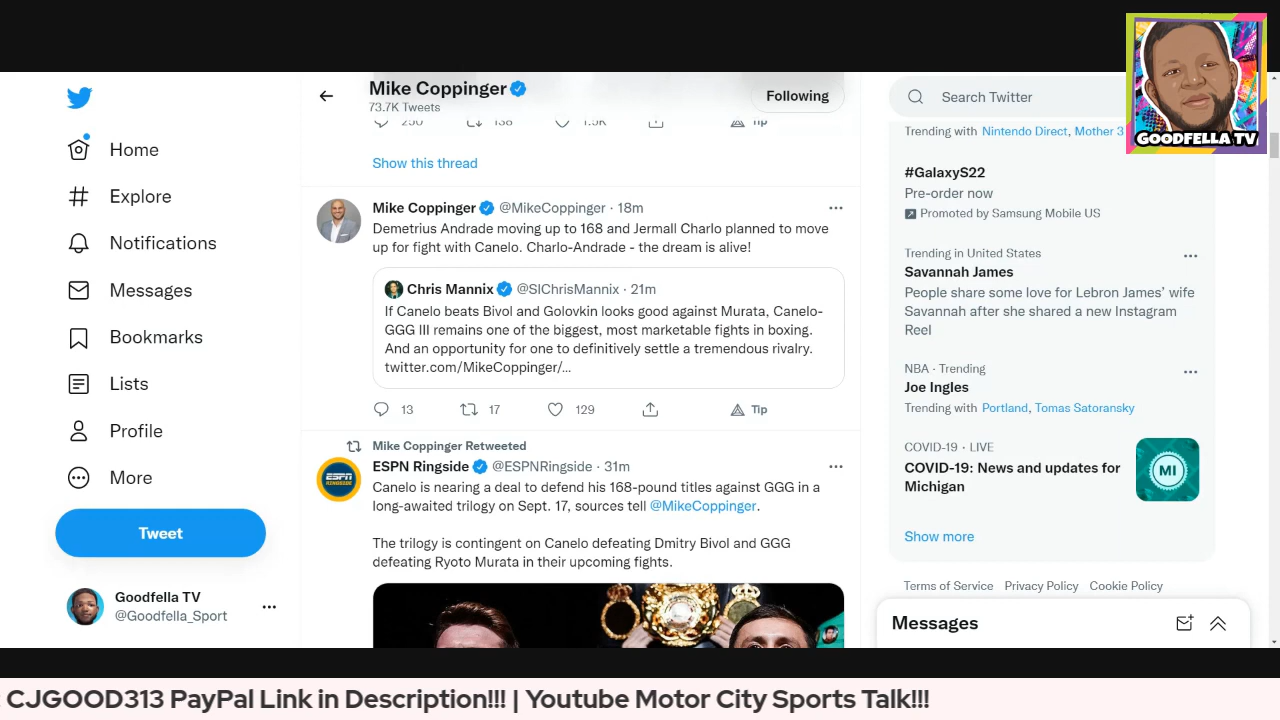 Home
Explore
Notifications
Messages
Bookmarks
Lists
Profile
More
Tweet
Goodfella TV
@Goodfella_Sport
Mike Coppinger
73.7K Tweets
Following
250 138 1.5K Tip
Show this thread
Mike Coppinger @MikeCoppinger · 18m
Demetrius Andrade moving up to 168 and Jermall Charlo planned to move
up for fight with Canelo. Charlo-Andrade - the dream is alive!
Chris Mannix @SIChrisMannix · 21m
If Canelo beats Bivol and Golovkin looks good against Murata, Canelo-
GGG III remains one of the biggest, most marketable fights in boxing.
And an opportunity for one to definitively settle a tremendous rivalry.
twitter.com/MikeCoppinger/...
13 17 129 Tip
Mike Coppinger Retweeted
ESPN Ringside @ESPNRingside · 31m
ESPN
RINGSIDE
Canelo is nearing a deal to defend his 168-pound titles against GGG in a
long-awaited trilogy on Sept. 17, sources tell @MikeCoppinger.
The trilogy is contingent on Canelo defeating Dmitry Bivol and GGG
defeating Ryoto Murata in their upcoming fights.
Search Twitter
GOODFELLA TV
Trending with Nintendo Direct, Mother 3
#GalaxyS22
Pre-order now
Promoted by Samsung Mobile US
Trending in United States
Savannah James
People share some love for Lebron James’ wife
Savannah after she shared a new Instagram
Reel
NBA · Trending
Joe Ingles
Trending with Portland, Tomas Satoransky
COVID-19 · LIVE
COVID-19: News and updates for
Michigan
MI
Show more
Terms of Service Privacy Policy Cookie Policy
Messages
: CJGOOD313 PayPal Link in Description!!! | Youtube Motor City Sports Talk!!!